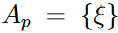 A_p = {ξ}